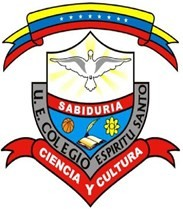 SABIDURIA
U.E. COLEGIO ESPIRITU SANTO
CIENCIA Y CULTURA